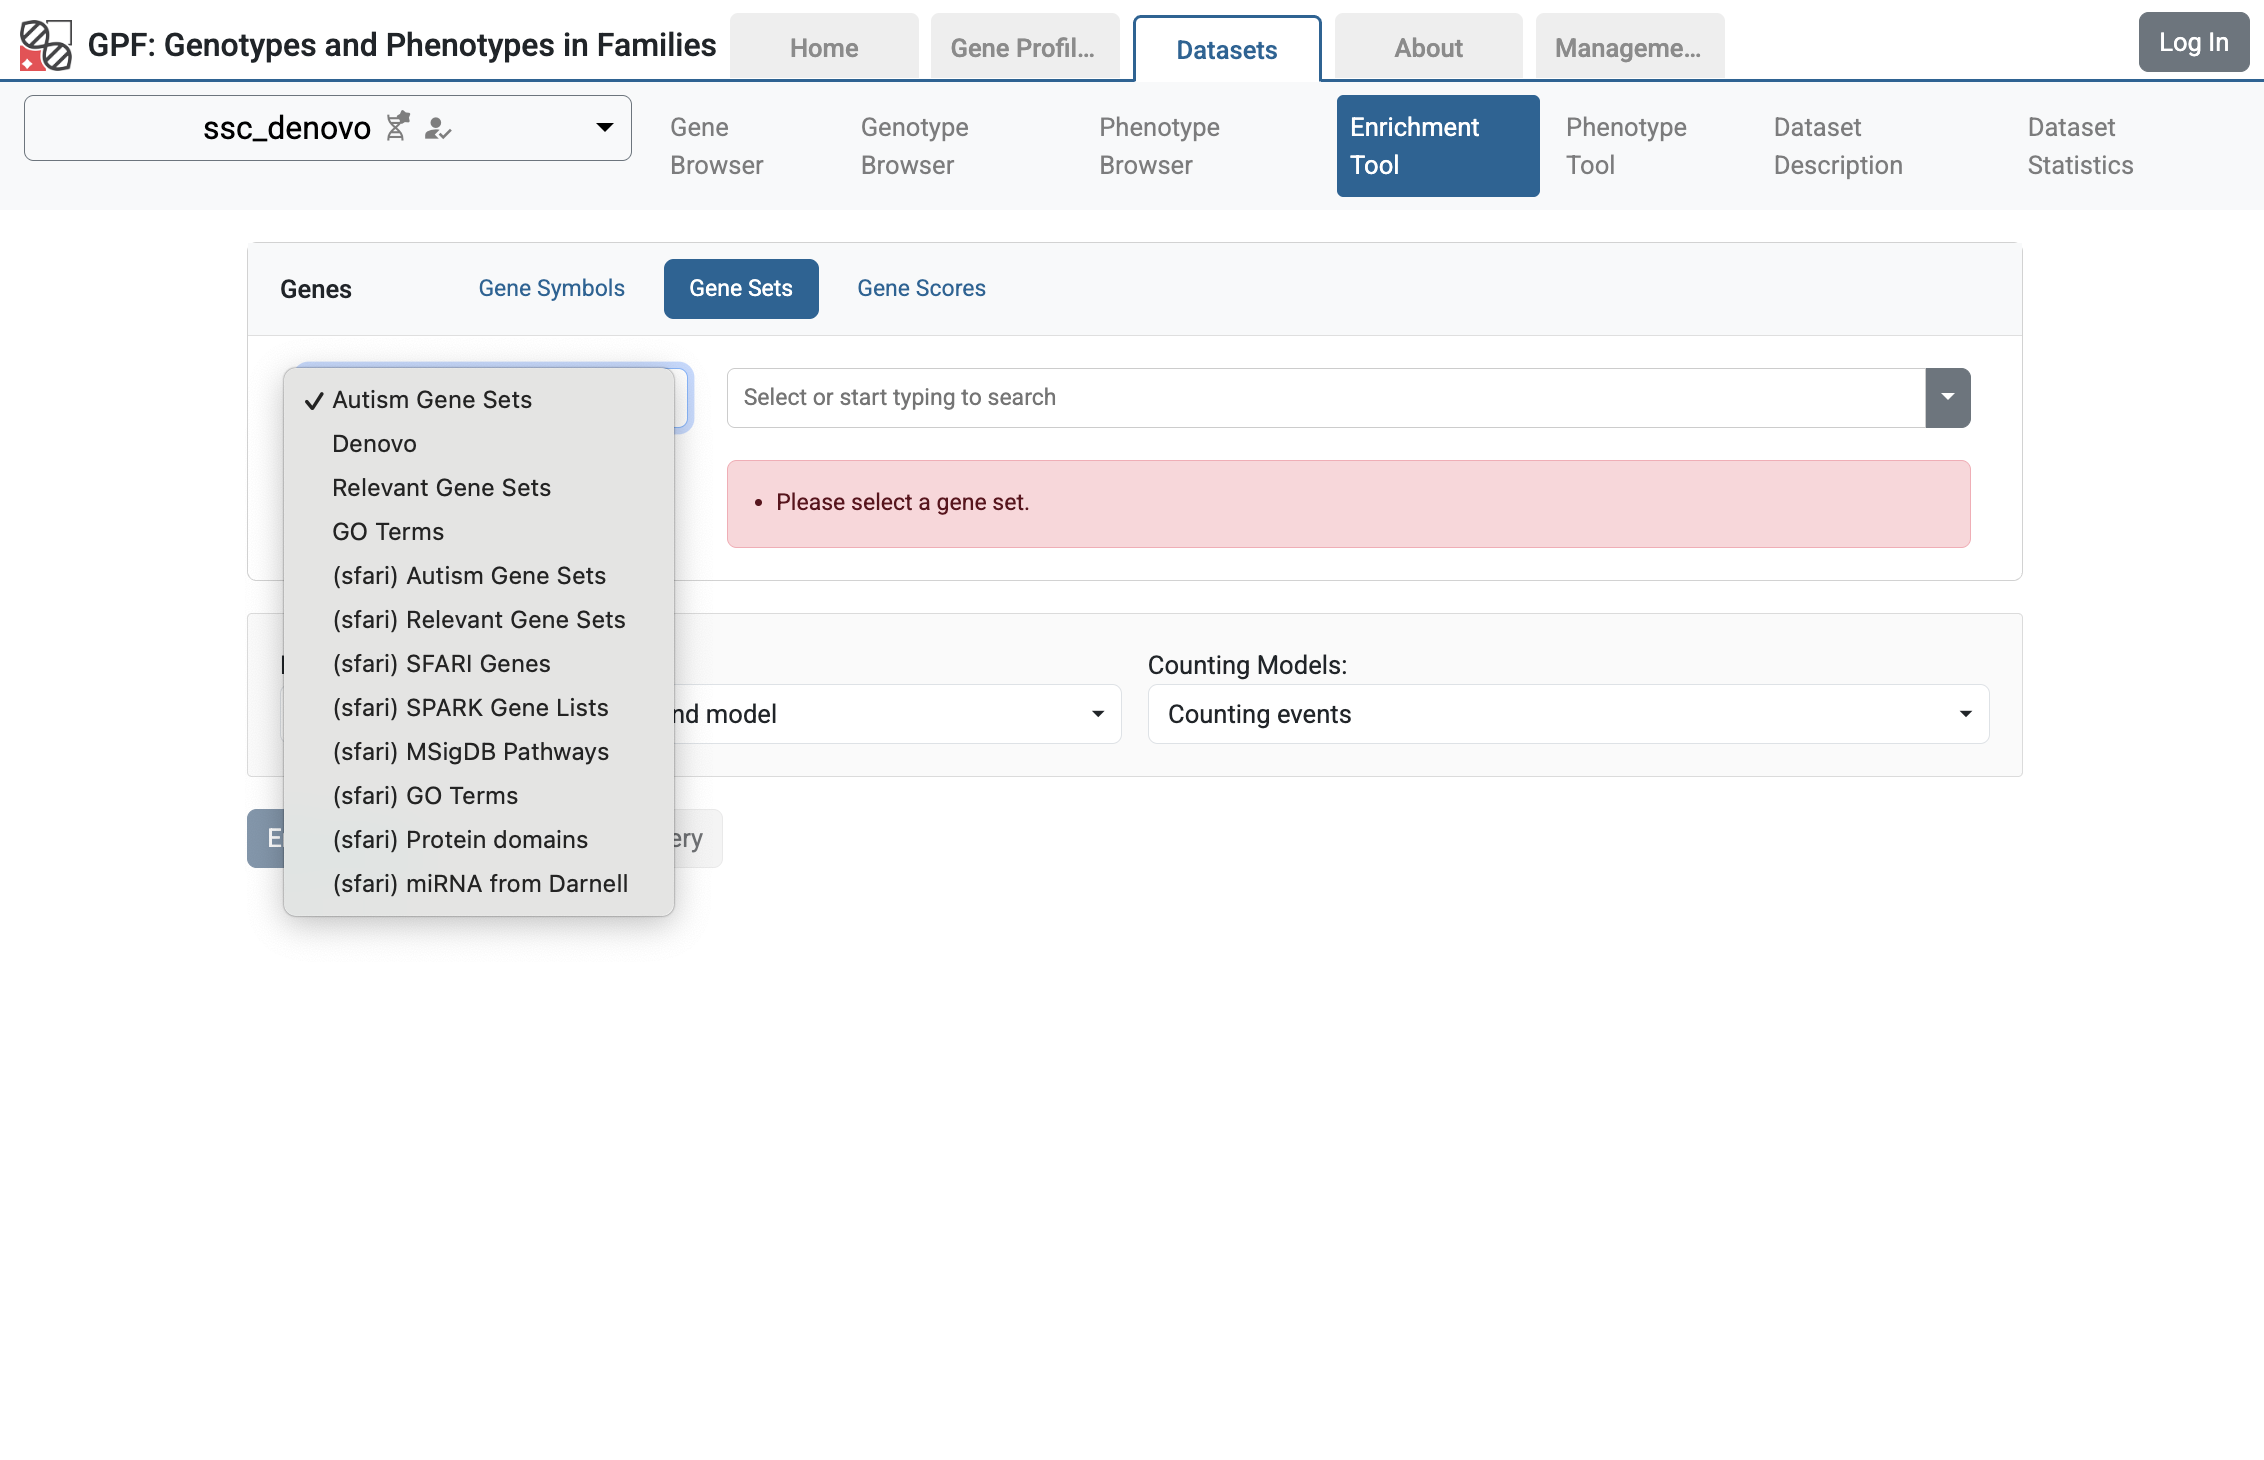 GPF: Genotypes and Phenotypes in Families
Home
Gene Profil...
Datasets
About
Manageme...
Log In
ssc_denovo
Gene
Browser
Genotype
Browser
Phenotype
Browser
Enrichment
Tool
Phenotype
Tool
Dataset
Description
Dataset
Statistics
Genes
Gene Symbols
Gene Sets
Gene Scores
✓ Autism Gene Sets
Denovo
Relevant Gene Sets
GO Terms
(sfari) Autism Gene Sets
(sfari) Relevant Gene Sets
(sfari) SFARI Genes
(sfari) SPARK Gene Lists
(sfari) MSigDB Pathways
(sfari) GO Terms
(sfari) Protein domains
(sfari) miRNA from Darnell
Select or start typing to search
• Please select a gene set.
model
Counting Models:
Counting events